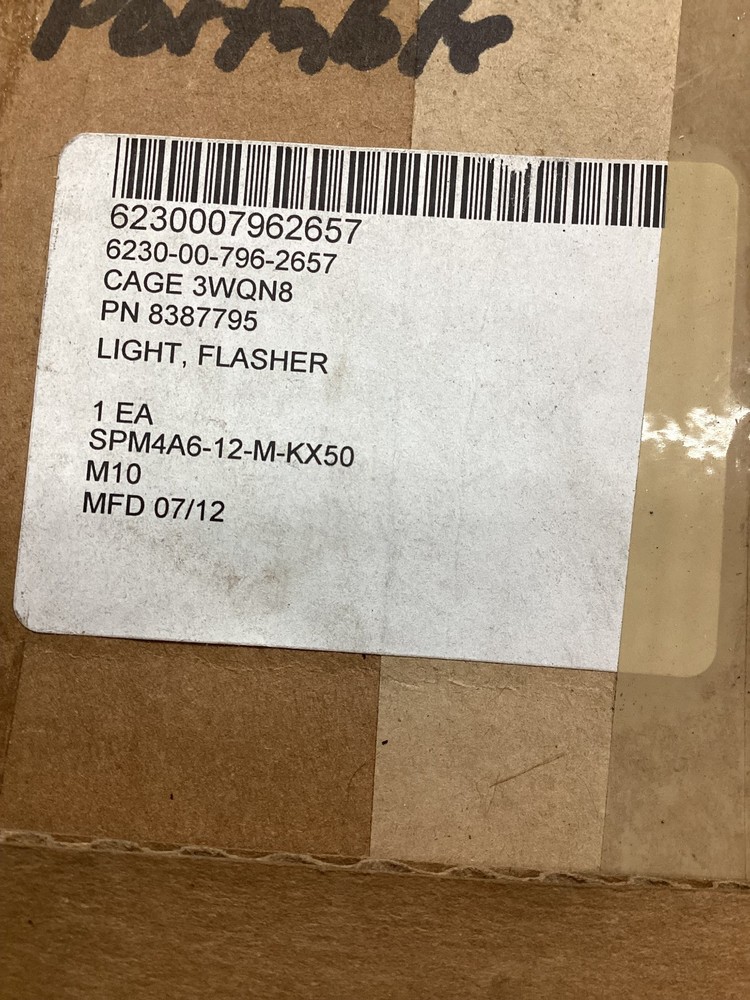 Portable
6230007962657
6230-00-796-2657
CAGE 3WQN8
PN 8387795
LIGHT, FLASHER
1 EA
SPM4A6-12-M-KX50
M10
MFD 07/12